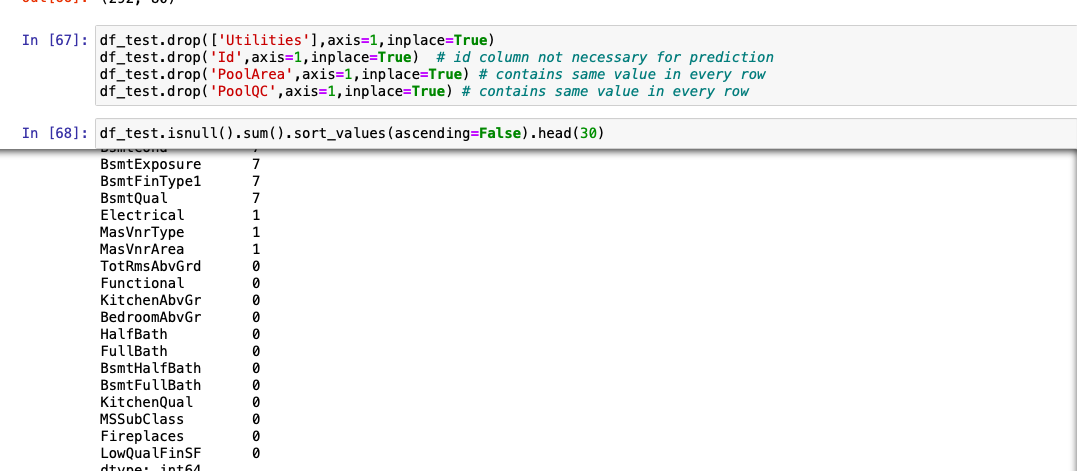 In [67]: df_test.drop(['Utilities'],axis=1,inplace=True)
df_test.drop('Id',axis=1,inplace=True)  # id column not necessary for prediction
df_test.drop('PoolArea',axis=1,inplace=True) # contains same value in every row
df_test.drop('PoolQC',axis=1,inplace=True) # contains same value in every row
In [68]: df_test.isnull().sum().sort_values(ascending=False).head(30)
BsmtExposure 7
BsmtFinType1 7
BsmtQual 7
Electrical 1
MasVnrType 1
MasVnrArea 1
TotRmsAbvGrd 0
Functional 0
KitchenAbvGr 0
BedroomAbvGr 0
HalfBath 0
FullBath 0
BsmtHalfBath 0
BsmtFullBath 0
KitchenQual 0
MSSubClass 0
Fireplaces 0
LowQualFinSF 0
dtype: int64